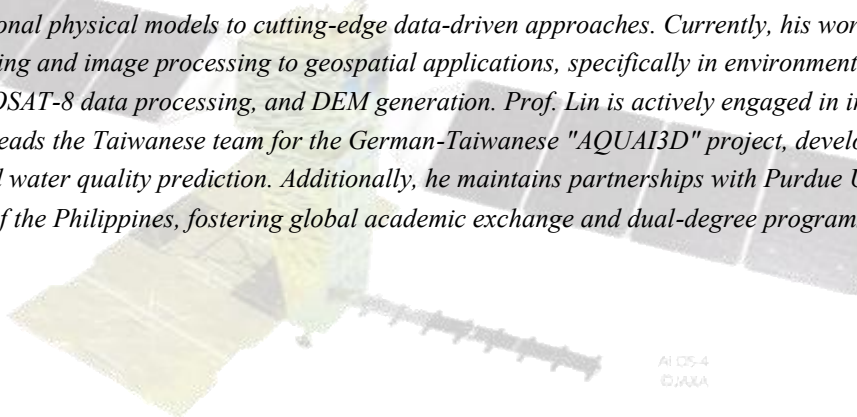 onal physical models to cutting-edge data-driven approaches. Currently, his wor
ing and image processing to geospatial applications, specifically in environment
OSAT-8 data processing, and DEM generation. Prof. Lin is actively engaged in i
eads the Taiwanese team for the German-Taiwanese "AQUAI3D" project, develo
l water quality prediction. Additionally, he maintains partnerships with Purdue U
of the Philippines, fostering global academic exchange and dual-degree program
ALOS-4
©JAXA